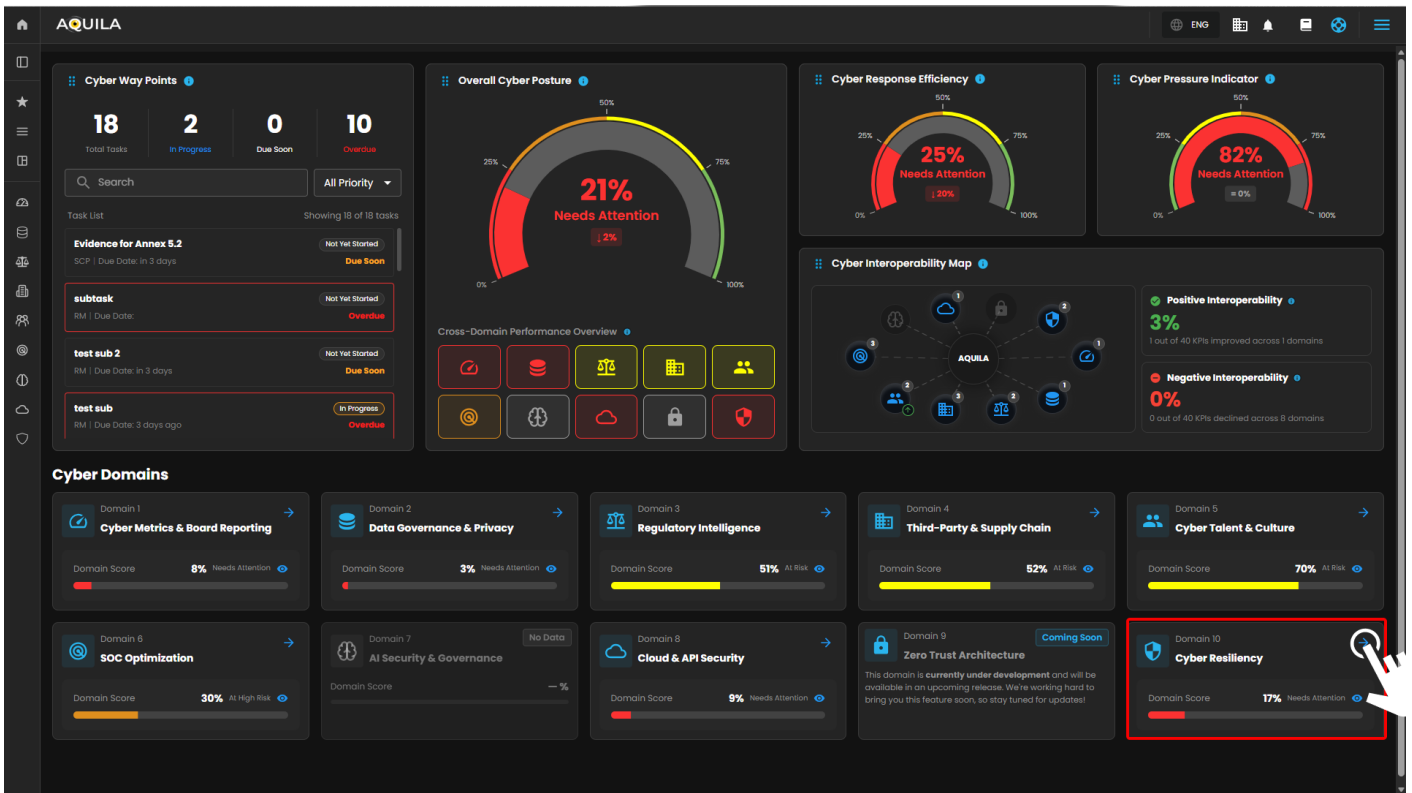 AQUILA
ENG
Cyber Way Points
18
Total Tasks
2
In Progress
0
Due Soon
10
Overdue
Search
All Priority
Task List
Showing 18 of 18 tasks
Evidence for Annex 5.2
Not Yet Started
SCP | Due Date: in 3 days
Due Soon
subtask
Not Yet Started
RM | Due Date:
Overdue
test sub 2
Not Yet Started
RM | Due Date: in 3 days
Due Soon
test sub
In Progress
RM | Due Date: 3 days ago
Overdue
Overall Cyber Posture
50%
25%
75%
21%
Needs Attention
↓2%
0%
100%
Cross-Domain Performance Overview
Cyber Response Efficiency
50%
25%
75%
25%
Needs Attention
↓ 20%
0%
100%
Cyber Pressure Indicator
50%
25%
75%
82%
Needs Attention
= 0%
0%
100%
Cyber Interoperability Map
1
2
3
1
AQUILA
2
3
2
1
Positive Interoperability
3%
1 out of 40 KPIs improved across 1 domains
Negative Interoperability
0%
0 out of 40 KPIs declined across 8 domains
Cyber Domains
Domain 1
Cyber Metrics & Board Reporting
Domain Score
8% Needs Attention
Domain 2
Data Governance & Privacy
Domain Score
3% Needs Attention
Domain 3
Regulatory Intelligence
Domain Score
51% At Risk
Domain 4
Third-Party & Supply Chain
Domain Score
52% At Risk
Domain 5
Cyber Talent & Culture
Domain Score
70% At Risk
Domain 6
SOC Optimization
Domain Score
30% At High Risk
Domain 7
No Data
AI Security & Governance
Domain Score
– %
Domain 8
Cloud & API Security
Domain Score
9% Needs Attention
Domain 9
Coming Soon
Zero Trust Architecture
This domain is currently under development and will be
available in an upcoming release. We're working hard to
bring you this feature soon, so stay tuned for updates!
Domain 10
Cyber Resiliency
Domain Score
17% Needs Attention